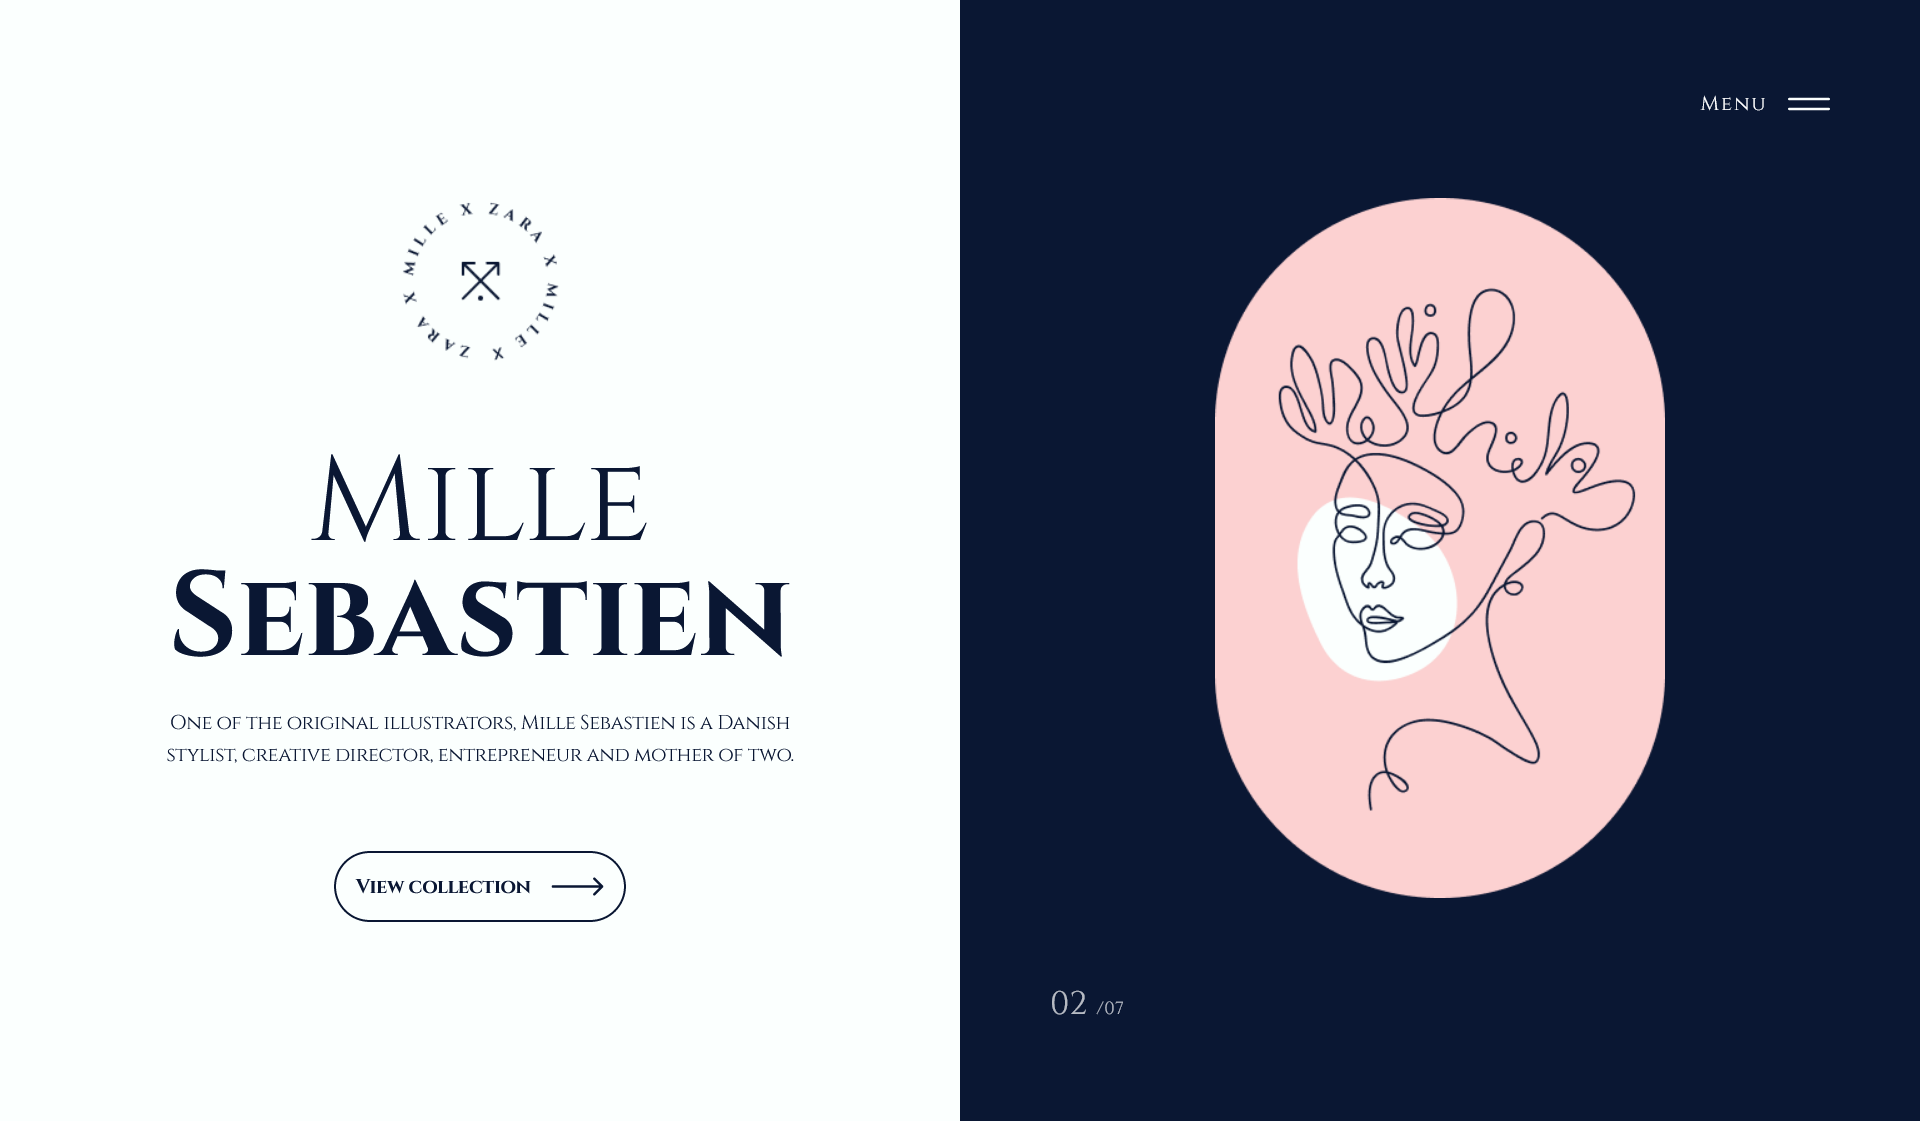 Menu
MILLE X ZARA X MILLE X ZARA X
Mille
Sebastien
One of the original illustrators, Mille Sebastien is a Danish
stylist, creative director, entrepreneur and mother of two.
View collection
02 /07